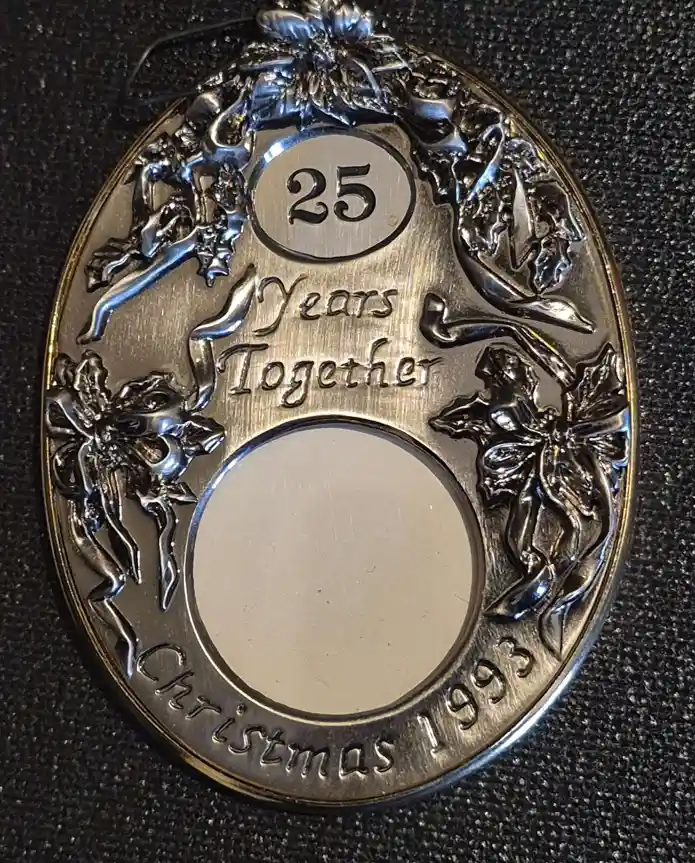 25
Years
Together
Christmas 1993